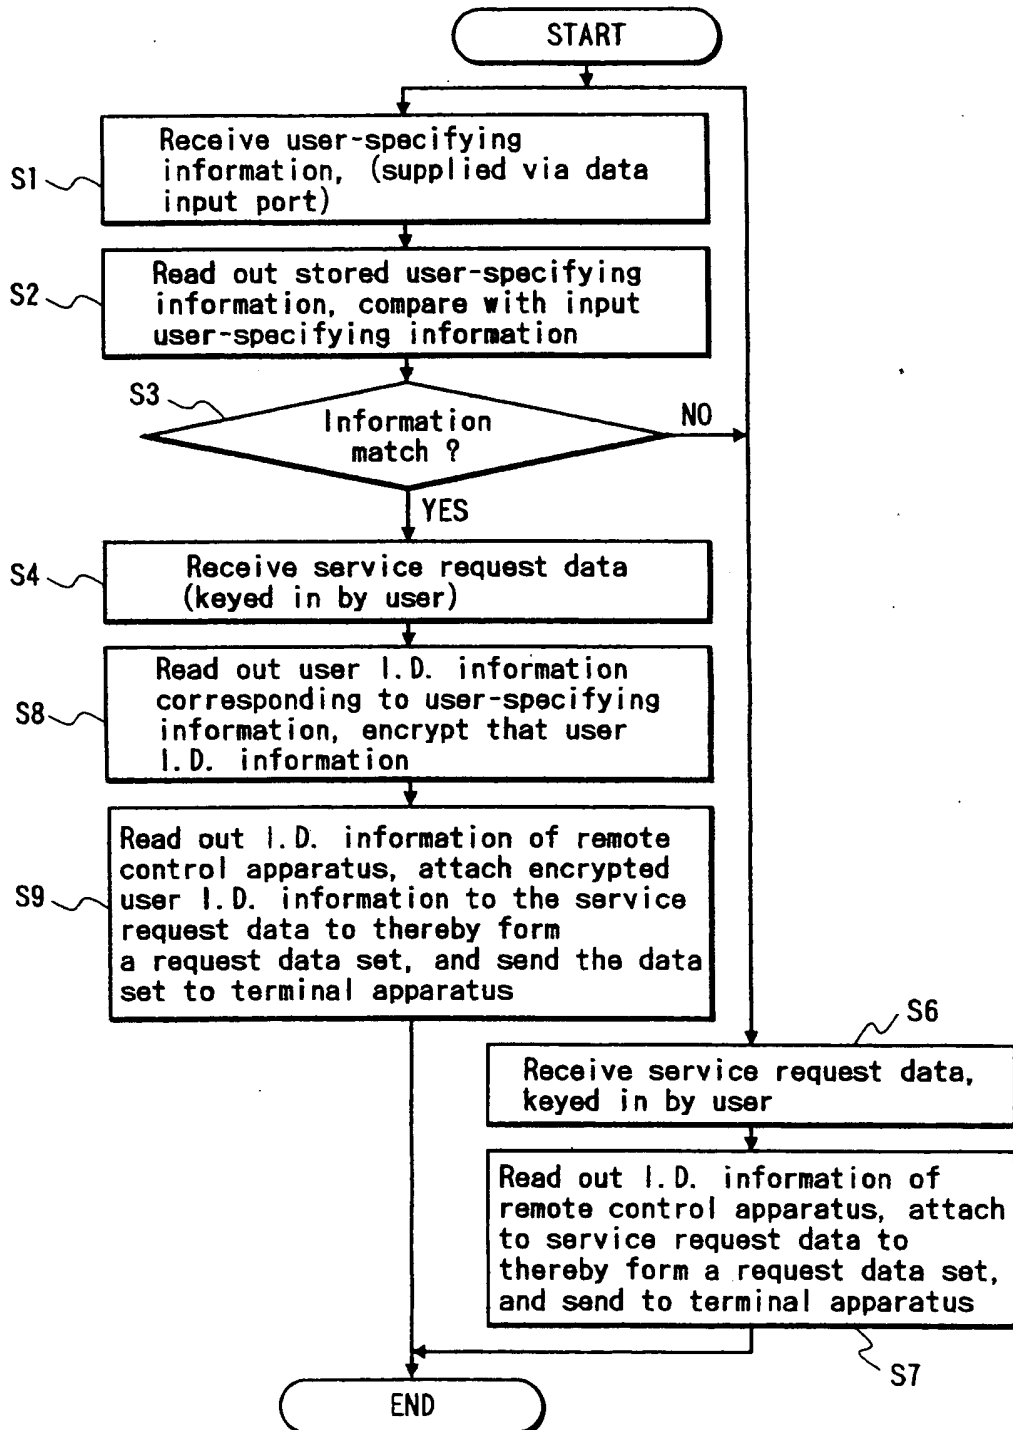 START
S1
Receive user-specifying
information, (supplied via data
input port)
S2
Read out stored user-specifying
information, compare with input
user-specifying information
S3
Information
match ?
NO
YES
S4
Receive service request data
(keyed in by user)
S8
Read out user I.D. information
corresponding to user-specifying
information, encrypt that user
I.D. information
S9
Read out I.D. information of remote
control apparatus, attach encrypted
user I.D. information to the service
request data to thereby form
a request data set, and send the data
set to terminal apparatus
S6
Receive service request data,
keyed in by user
Read out I.D. information of
remote control apparatus, attach
to service request data to
thereby form a request data set,
and send to terminal apparatus
S7
END